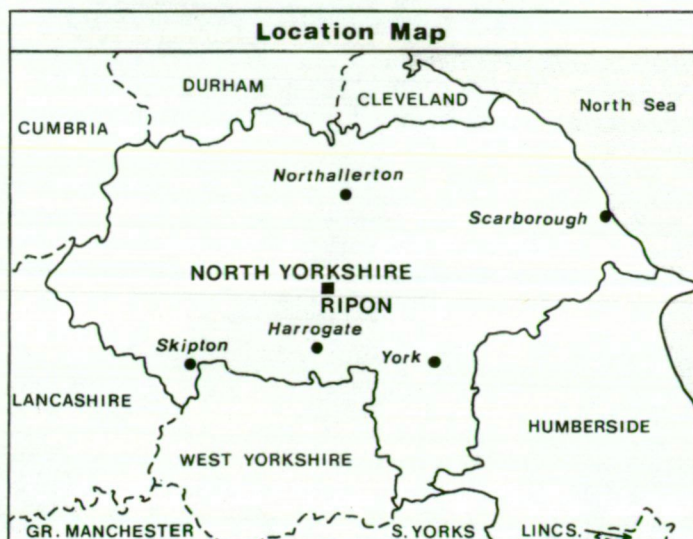 Location Map
DURHAM
CLEVELAND
North Sea
CUMBRIA
Northallerton
Scarborough
NORTH YORKSHIRE
RIPON
Harrogate
Skipton
York
LANCASHIRE
HUMBERSIDE
WEST YORKSHIRE
GR. MANCHESTER
S. YORKS
LINCS.